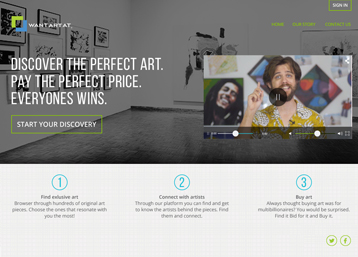 SIGN IN
WANTARTAT
HOME OUR STORY CONTACT US
DISCOVER THE PERFECT ART.
PAY THE PERFECT PRICE.
EVERYONES WINS.
START YOUR DISCOVERY
1
Find exlusive art
Browser through hundreds of original art
pieces. Choose the ones that resonate with
you the most!
2
Connect with artists
Through our platform you can find and get
to know the artists behind the pieces. Find
them and connect.
3
Buy art
Always thought buying art was for
multibillionaires? You would be surprised.
Find it Bid for it and Buy it.